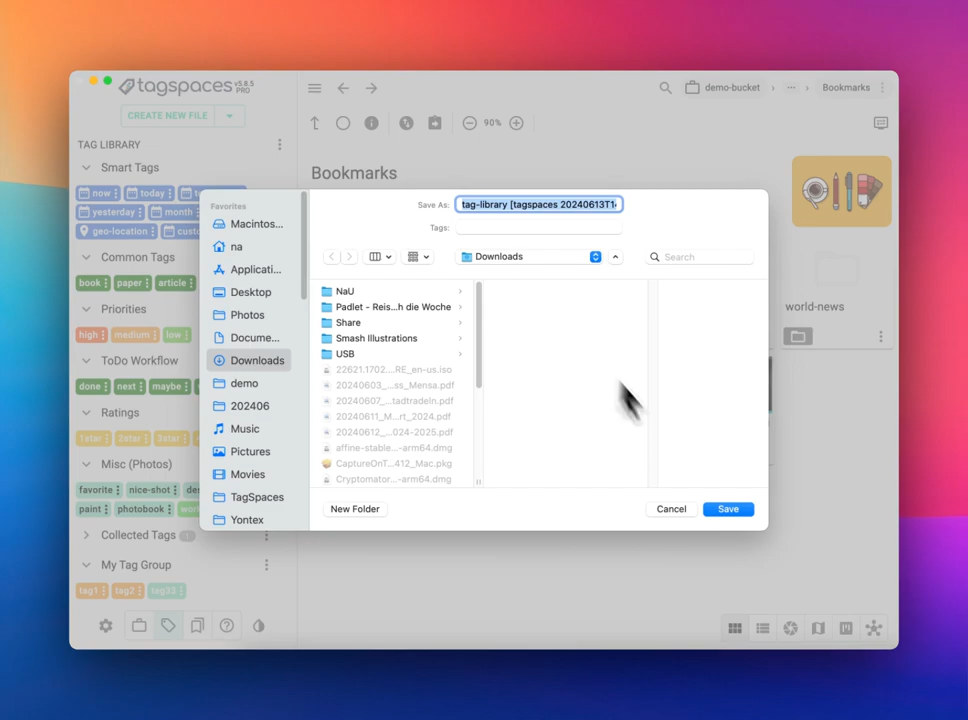 tagspaces v5.8.5
PRO
CREATE NEW FILE
TAG LIBRARY
Smart Tags
now
today
yesterday
month
geo-location
Common Tags
book
paper
article
Priorities
high
medium
low
ToDo Workflow
done
next
maybe
Ratings
1star
2star
3star
Misc (Photos)
favorite
nice-shot
paint
photobook
Collected Tags 1
My Tag Group
tag1
tag2
tag33
90%
demo-bucket
...
Bookmarks
Bookmarks
world-news
Favorites
Macintos...
na
Applicati...
Desktop
Photos
Docume...
Downloads
demo
202406
Music
Pictures
Movies
TagSpaces
Yontex
Save As: tag-library [tagspaces 20240613T1
Tags:
Downloads
Search
NaU
Padlet - Reis...h die Woche
Share
Smash Illustrations
USB
22621.1702...RE_en-us.iso
20240603_...ss_Mensa.pdf
20240607_...tadtradeln.pdf
20240611_M...rt_2024.pdf
20240612_...024-2025.pdf
affine-stable...-arm64.dmg
CaptureOnT...412_Mac.pkg
Cryptomator...-arm64.dmg
New Folder
Cancel
Save